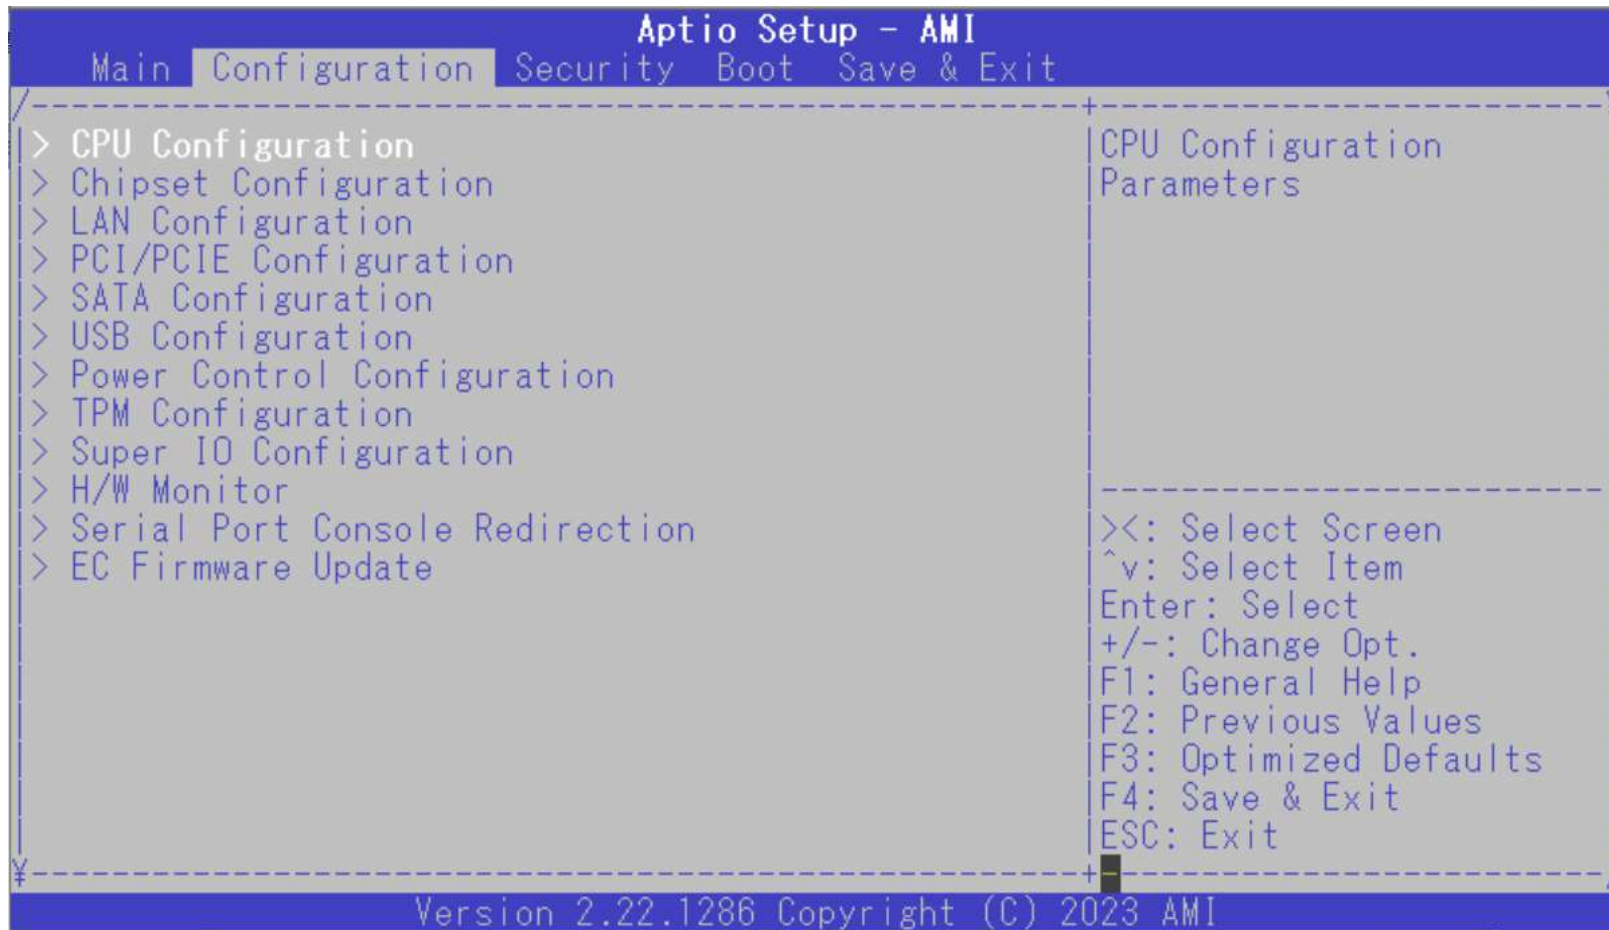 Aptio Setup - AMI
Main Configuration Security Boot Save & Exit
> CPU Configuration
> Chipset Configuration
> LAN Configuration
> PCI/PCIE Configuration
> SATA Configuration
> USB Configuration
> Power Control Configuration
> TPM Configuration
> Super IO Configuration
> H/W Monitor
> Serial Port Console Redirection
> EC Firmware Update
CPU Configuration
Parameters
><: Select Screen
^v: Select Item
Enter: Select
+/-: Change Opt.
F1: General Help
F2: Previous Values
F3: Optimized Defaults
F4: Save & Exit
ESC: Exit
Version 2.22.1286 Copyright (C) 2023 AMI